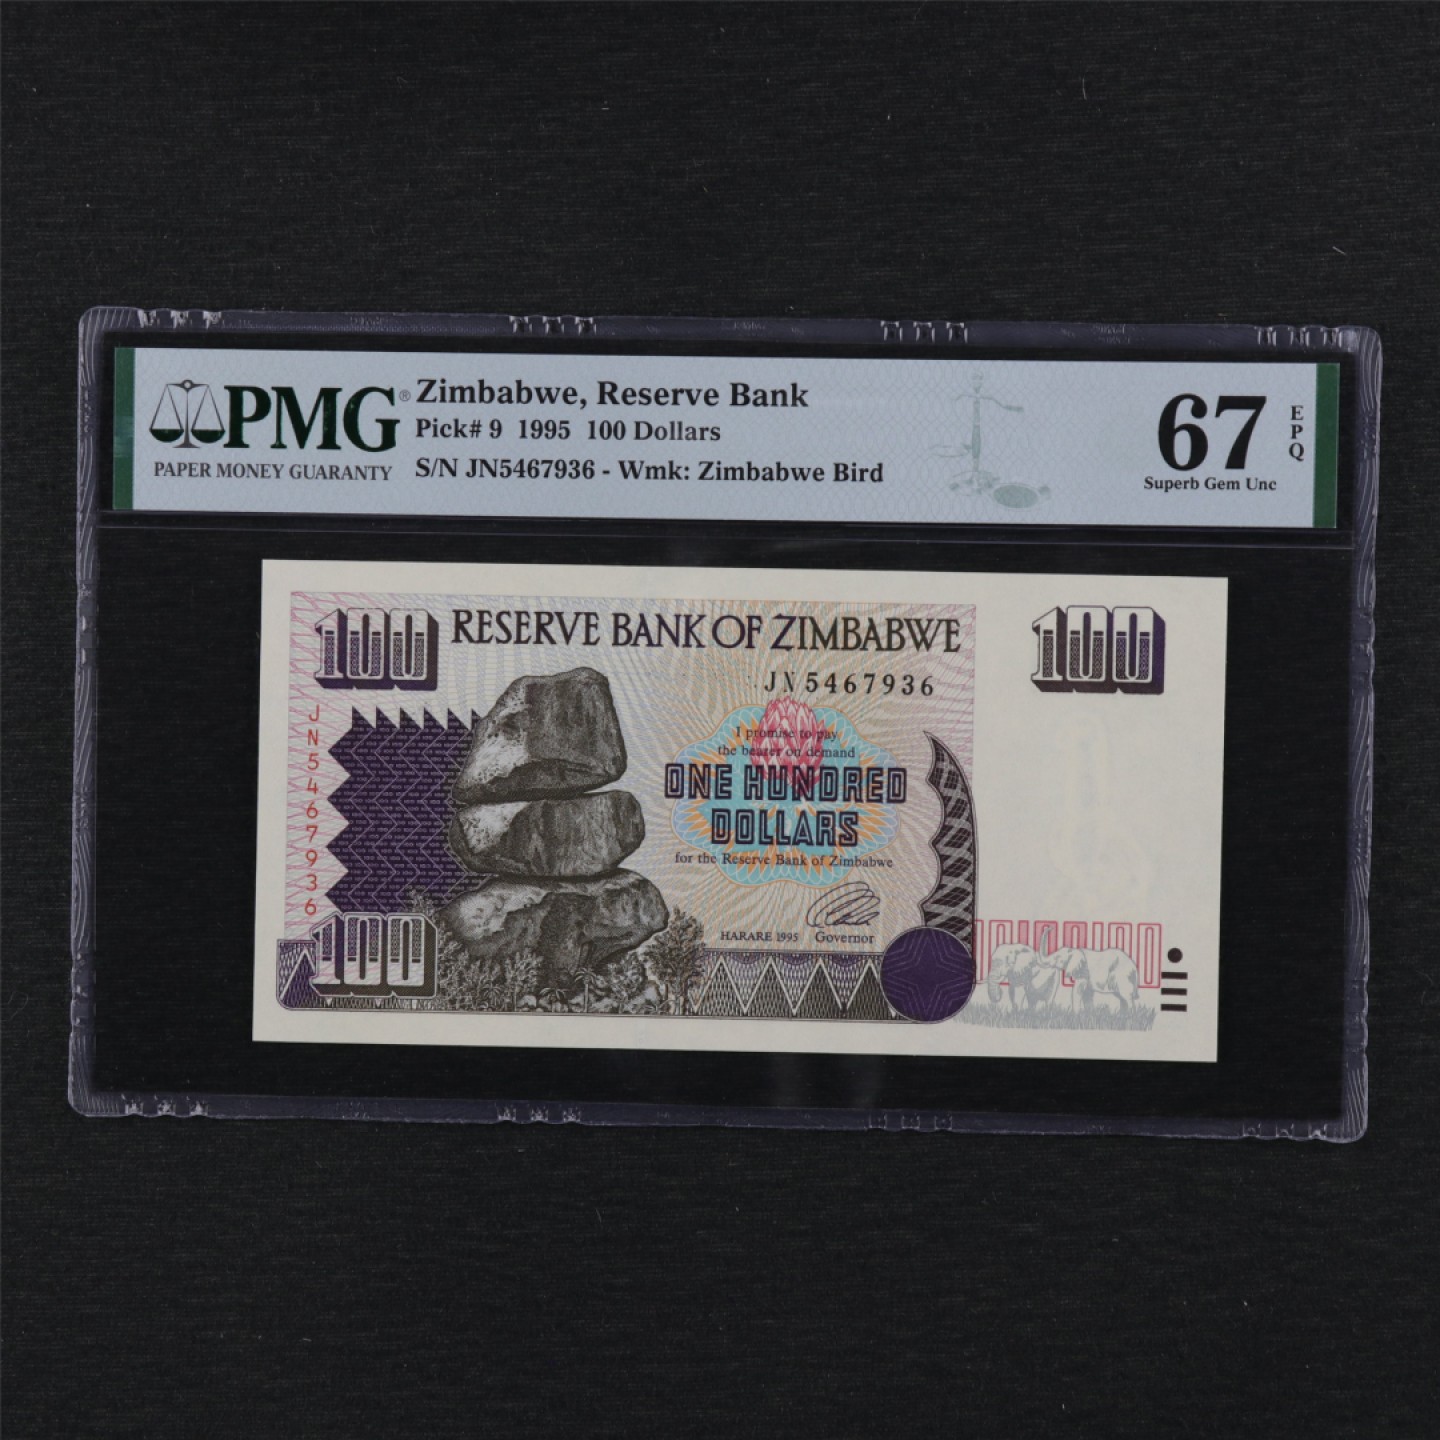 PMG®
PAPER MONEY GUARANTY
Zimbabwe, Reserve Bank
Pick# 9 1995 100 Dollars
S/N JN5467936 - Wmk: Zimbabwe Bird
67
EPQ
Superb Gem Unc
100
RESERVE BANK OF ZIMBABWE
100
JN5467936
JN5467936
I promise to pay
the bearer on demand
ONE HUNDRED
DOLLARS
for the Reserve Bank of Zimbabwe
HARARE 1995 Governor
100